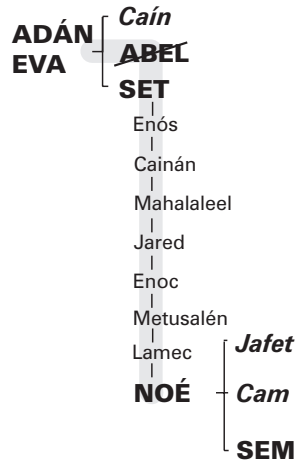 Caín
ADÁN
ABEL
EVA
SET
Enós
Cainán
Mahalaleel
Jared
Enoc
Metusalén
Lamec
Jafet
NOÉ
Cam
SEM